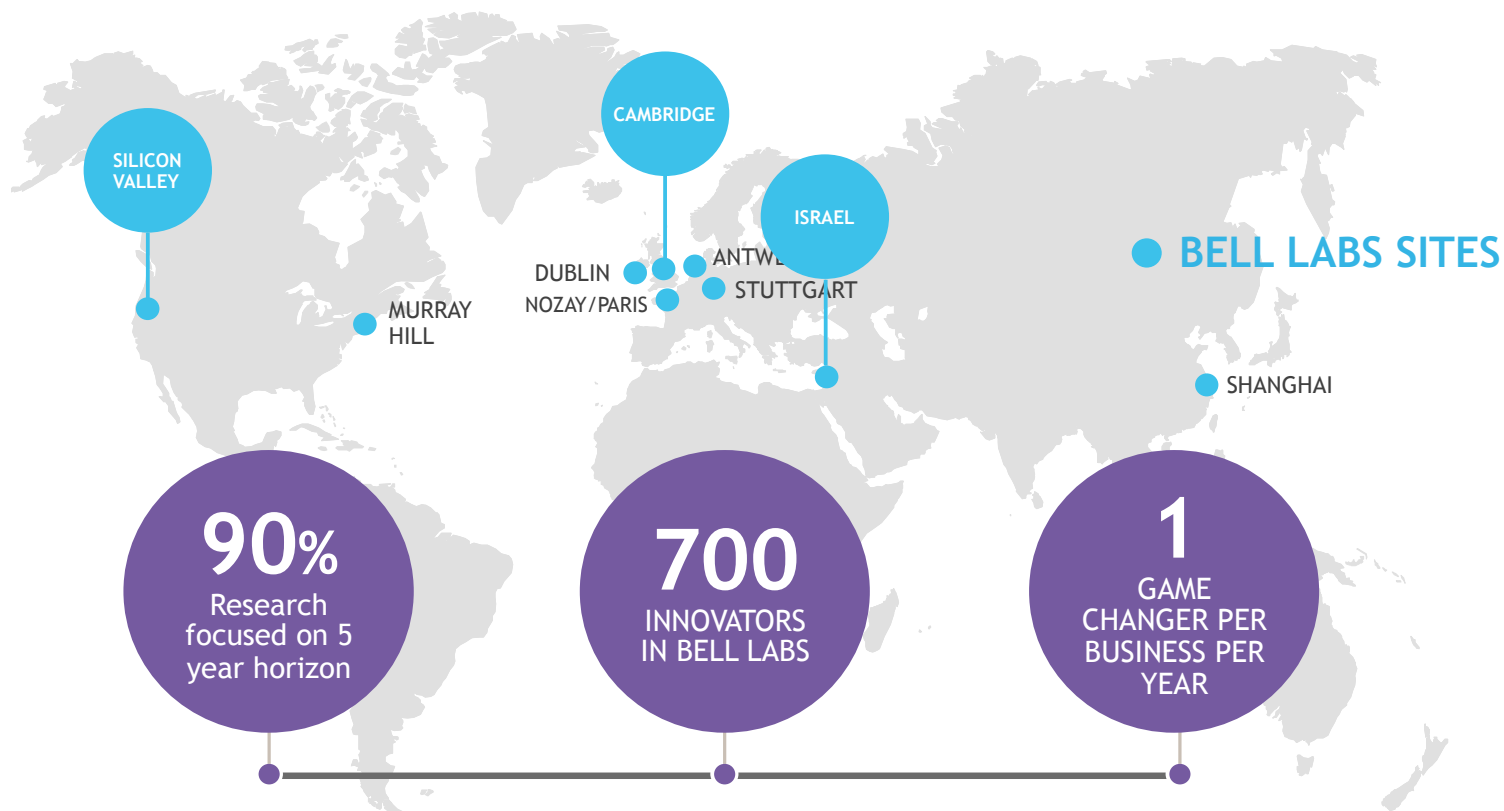 CAMBRIDGE
SILICON
VALLEY
ISRAEL
BELL LABS SITES
DUBLIN
ANTWE
NOZAY/PARIS
STUTTGART
MURRAY
HILL
SHANGHAI
90%
Research
focused on 5
year horizon
700
INNOVATORS
IN BELL LABS
1
GAME
CHANGER PER
BUSINESS PER
YEAR